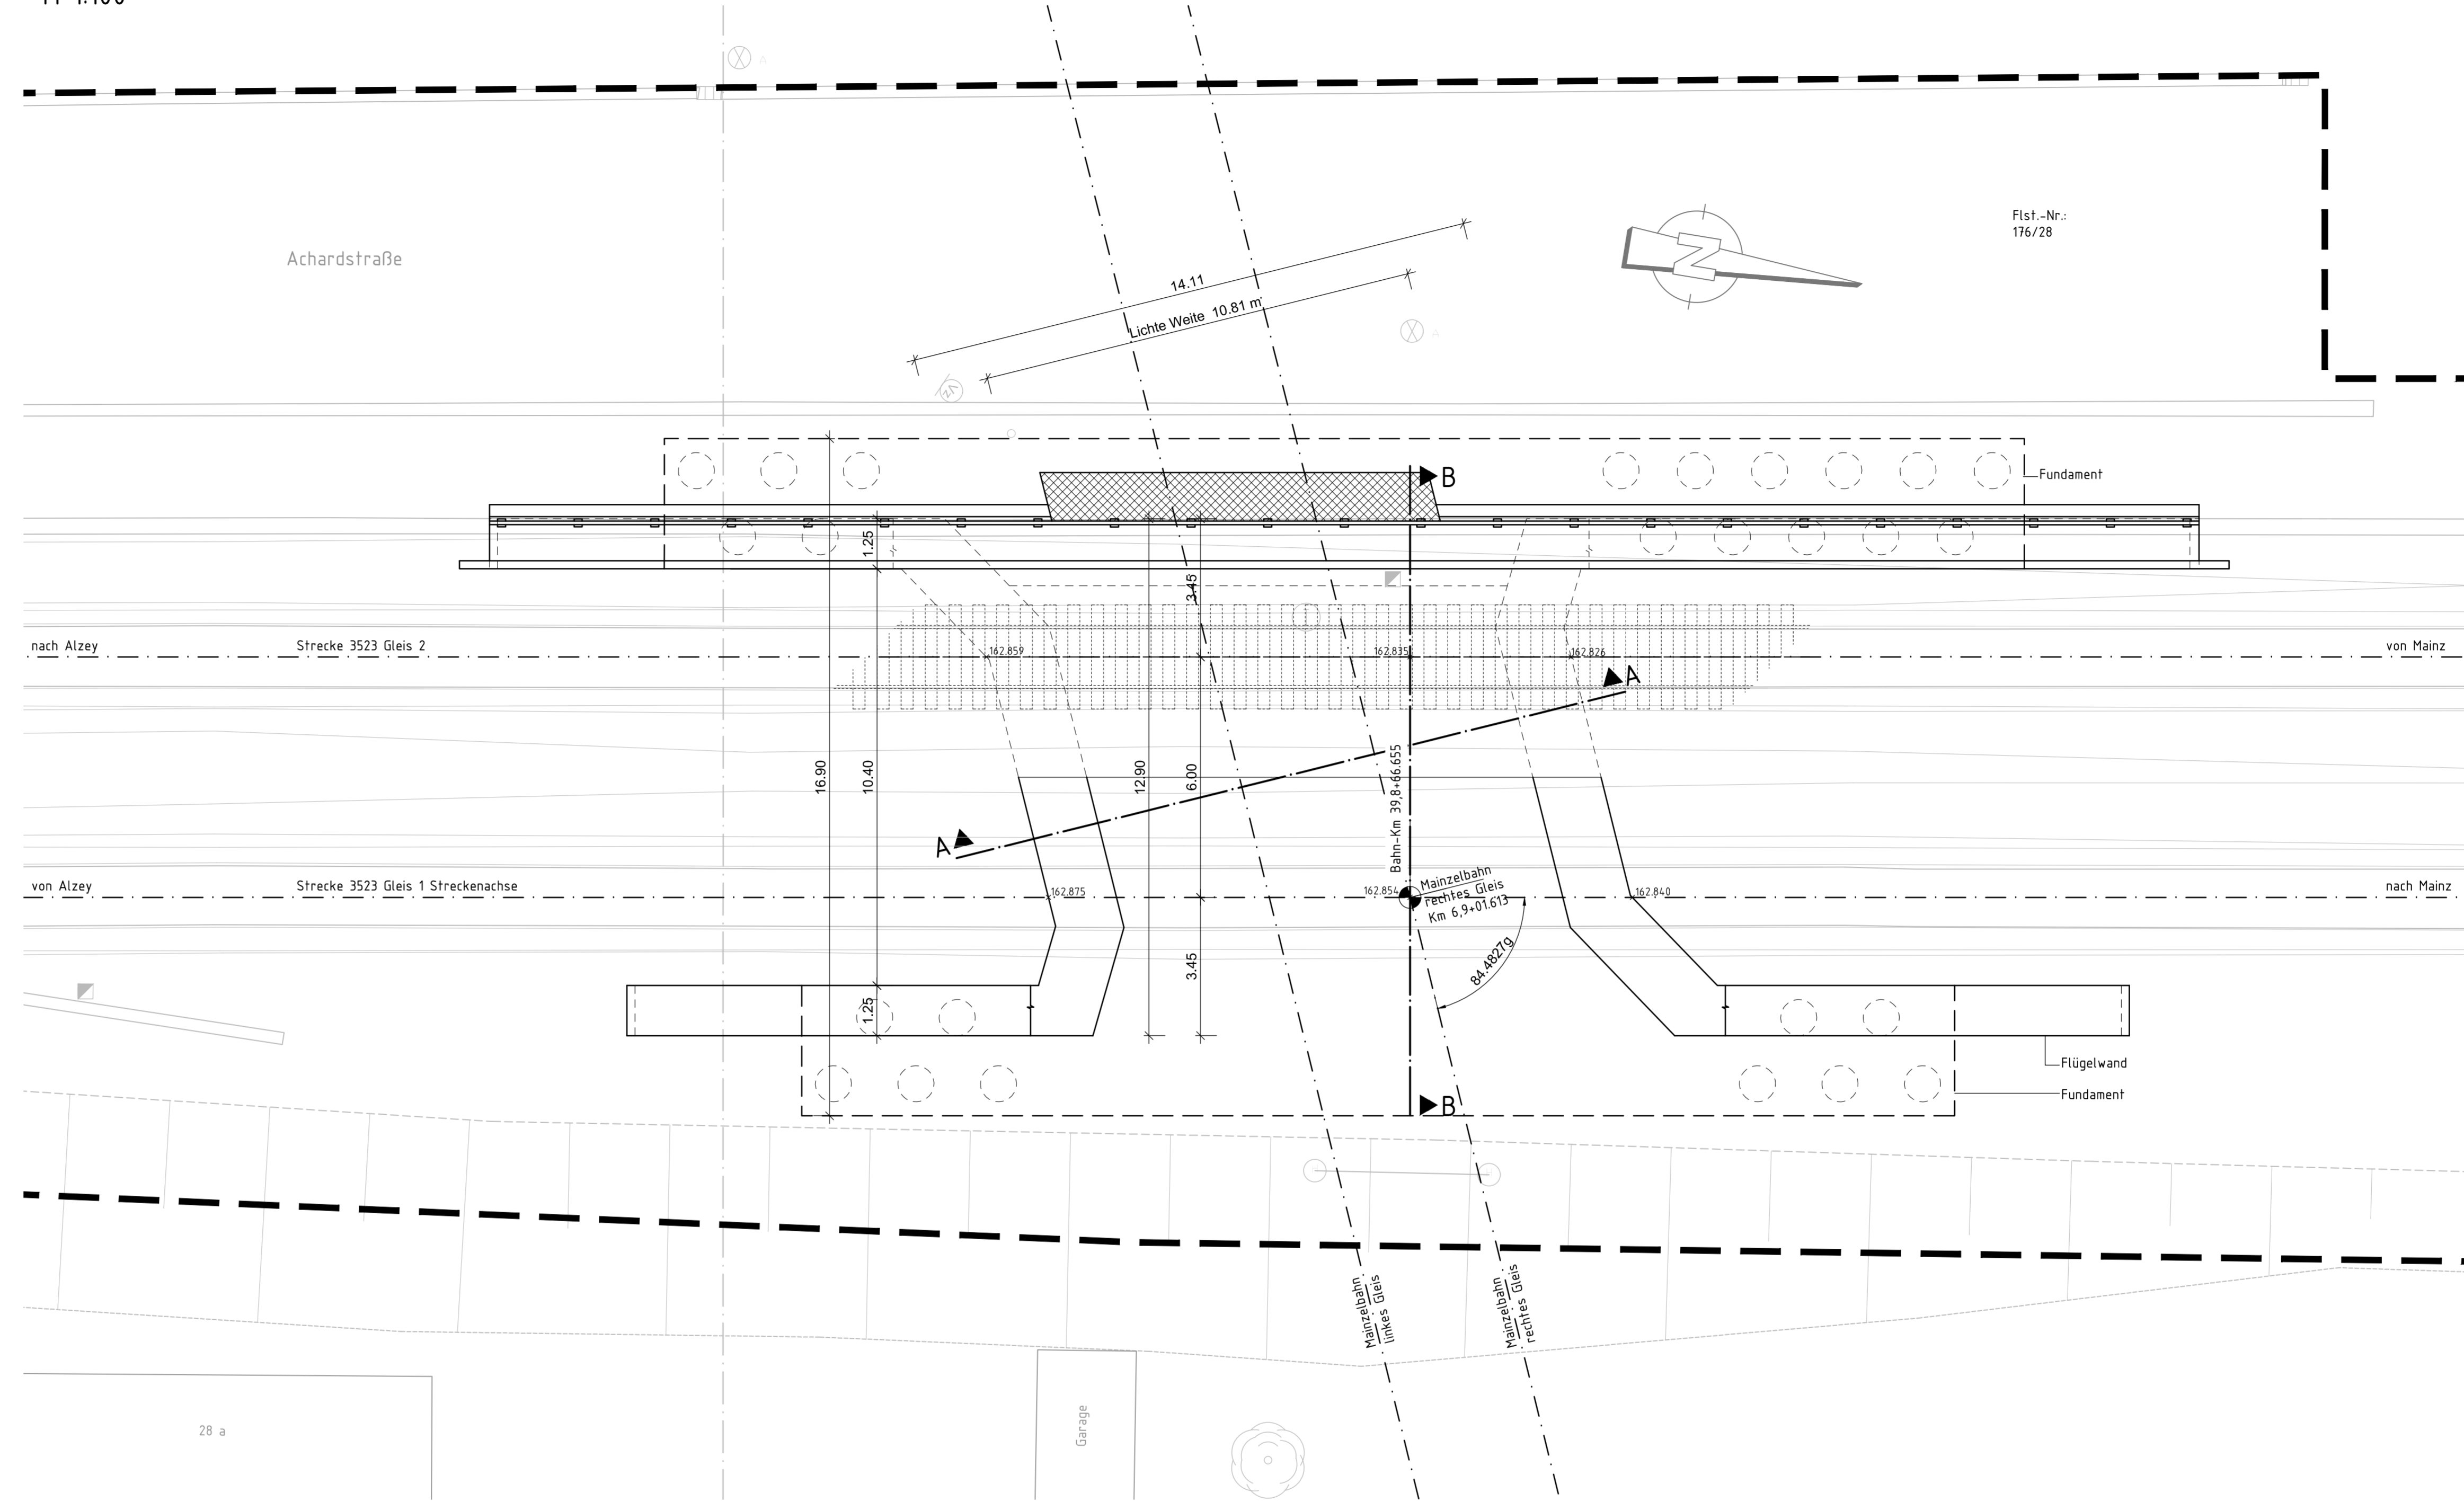 Achardstraße
Flst.-Nr.:
176/28
14.11
Lichte Weite 10.81 m
N
B
Fundament
1.25
3.45
nach Alzey
Strecke 3523 Gleis 2
162.859
162.835
162.826
von Mainz
A
16.90
10.40
12.90
6.00
Bahn-Km 39,8+66.655
A
von Alzey
Strecke 3523 Gleis 1 Streckenachse
162.875
162.854
Mainzelbahn
rechtes Gleis
Km 6,9+01.613
162.840
nach Mainz
84.4827g
3.45
1.25
Flügelwand
Fundament
B
Mainzelbahn
linkes Gleis
Mainzelbahn
rechtes Gleis
28 a
Garage